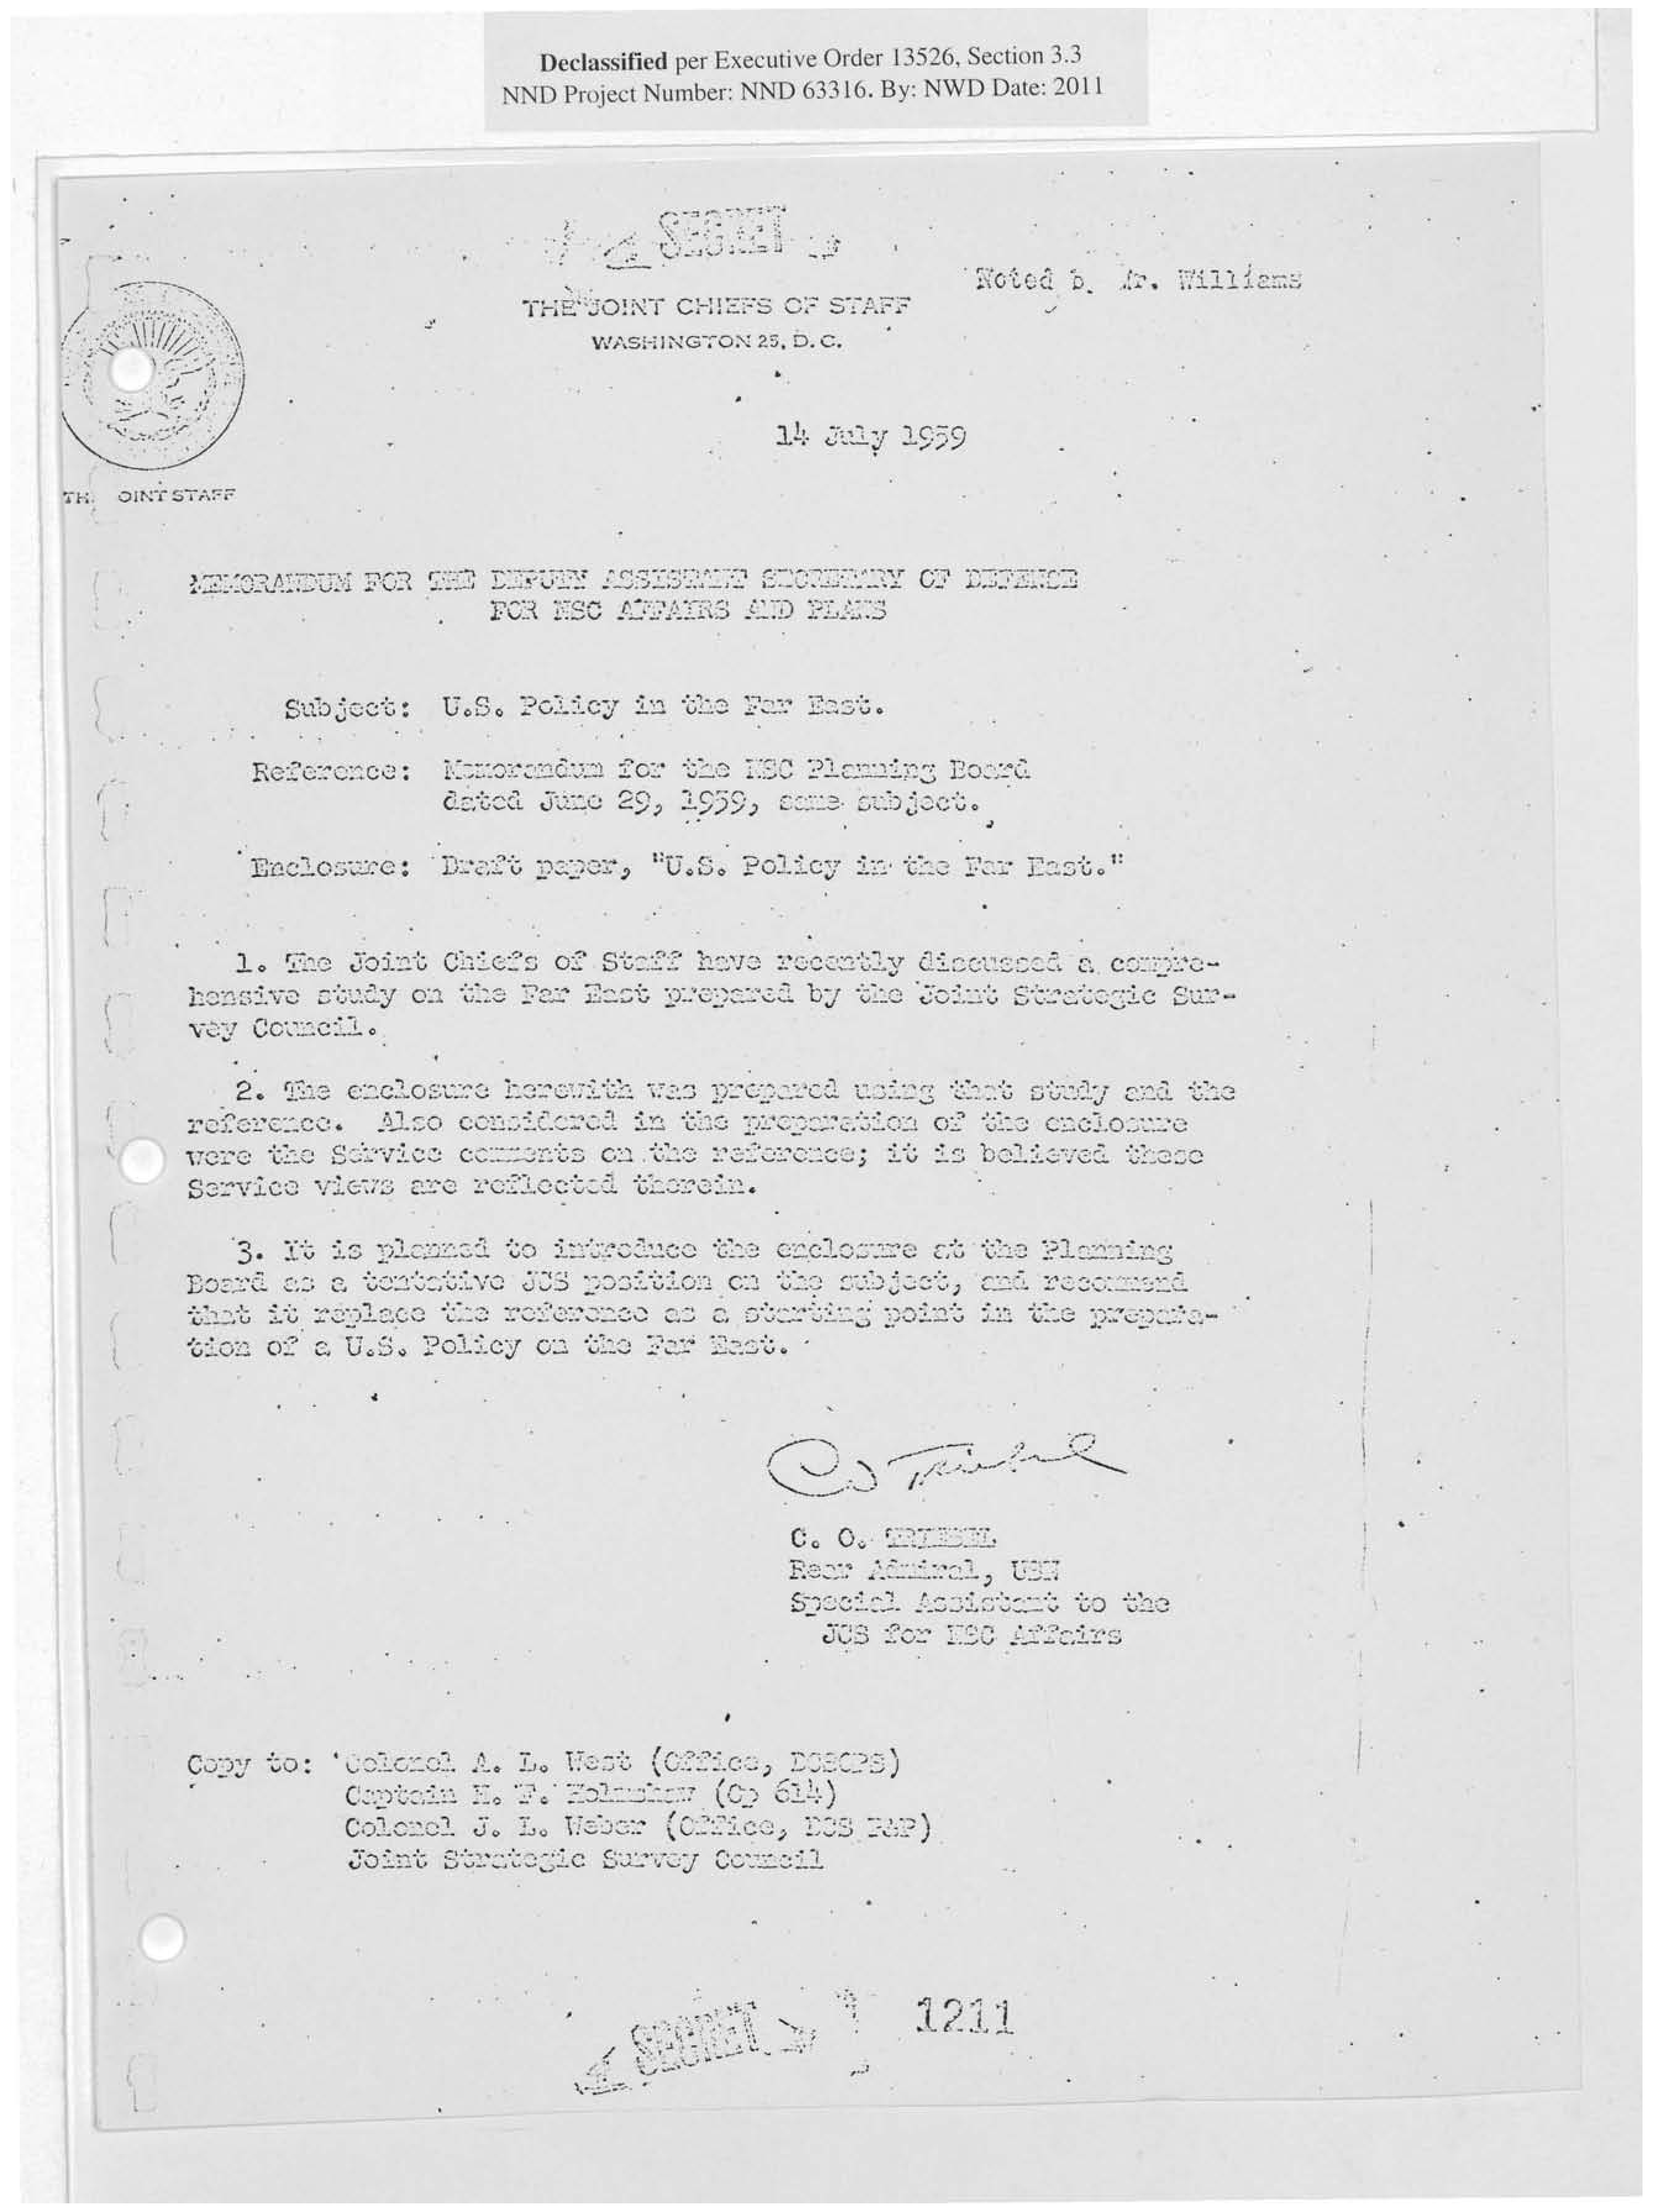 Declassified per Executive Order 13526, Section 3.3
NND Project Number: NND 63316. By: NWD Date: 2011
SECRET
Noted Mr. Williams
THE JOINT CHIEFS OF STAFF
WASHINGTON 25, D.C.
14 July 1959
OINT STAFF
MEMORANDUM FOR THE DEPUTY ASSISTANT SECRETARY OF DEFENSE
FOR NSC AFFAIRS AND PLANS
Subject: U.S. Policy in the Far East.
Reference: Memorandum for the NSC Planning Board
dated June 29, 1959, same subject.
Enclosure: Draft paper, "U.S. Policy in the Far East."
1. The Joint Chiefs of Staff have recently discussed a compre-
hensive study on the Far East prepared by the Joint Strategic Sur-
vey Council.
2. The enclosure herewith was prepared using that study and the
reference. Also considered in the preparation of the enclosure
were the Service comments on the reference; it is believed these
Service views are reflected therein.
3. It is planned to introduce the enclosure at the Planning
Board as a tentative JCS position on the subject, and recommend
that it replace the reference as a starting point in the prepara-
tion of a U.S. Policy on the Far East.
C O Triebel
C. O. TRIEBEL
Rear Admiral, USN
Special Assistant to the
JCS for NSC Affairs
Copy to: Colonel A. L. West (Office, DCSOPS)
Captain (Op 614)
Colonel J. L. Weber (Office, DCS P&P)
Joint Strategic Survey Council
SECRET
1211